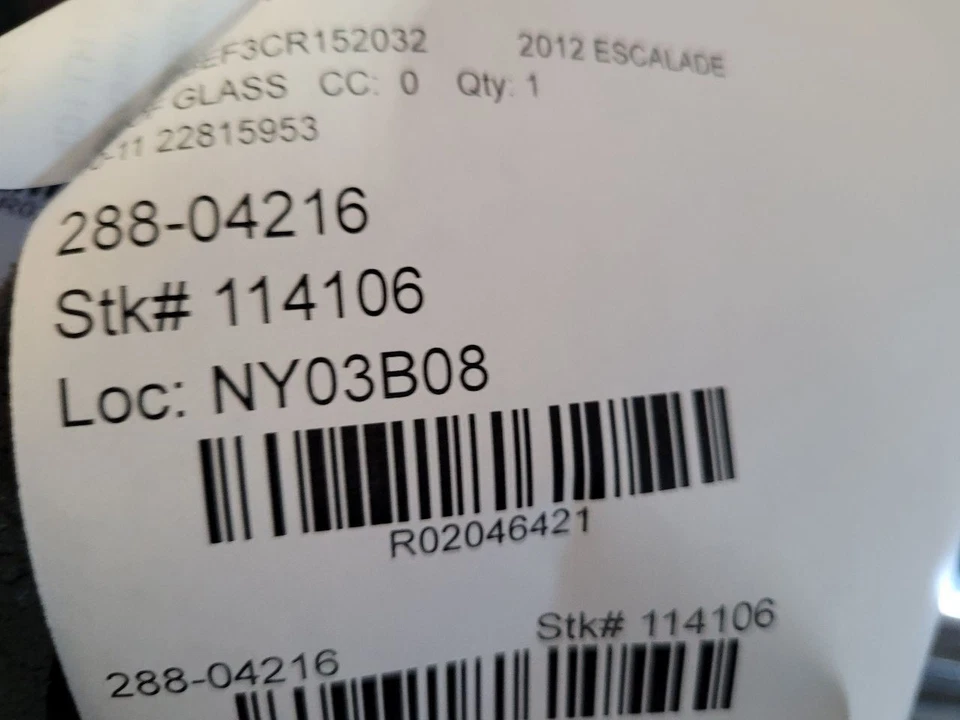 EF3CR152032 2012 ESCALADE
GLASS CC: 0 Qty: 1
-11 22815953
288-04216
Stk# 114106
Loc: NY03B08
R02046421
Stk# 114106
288-04216